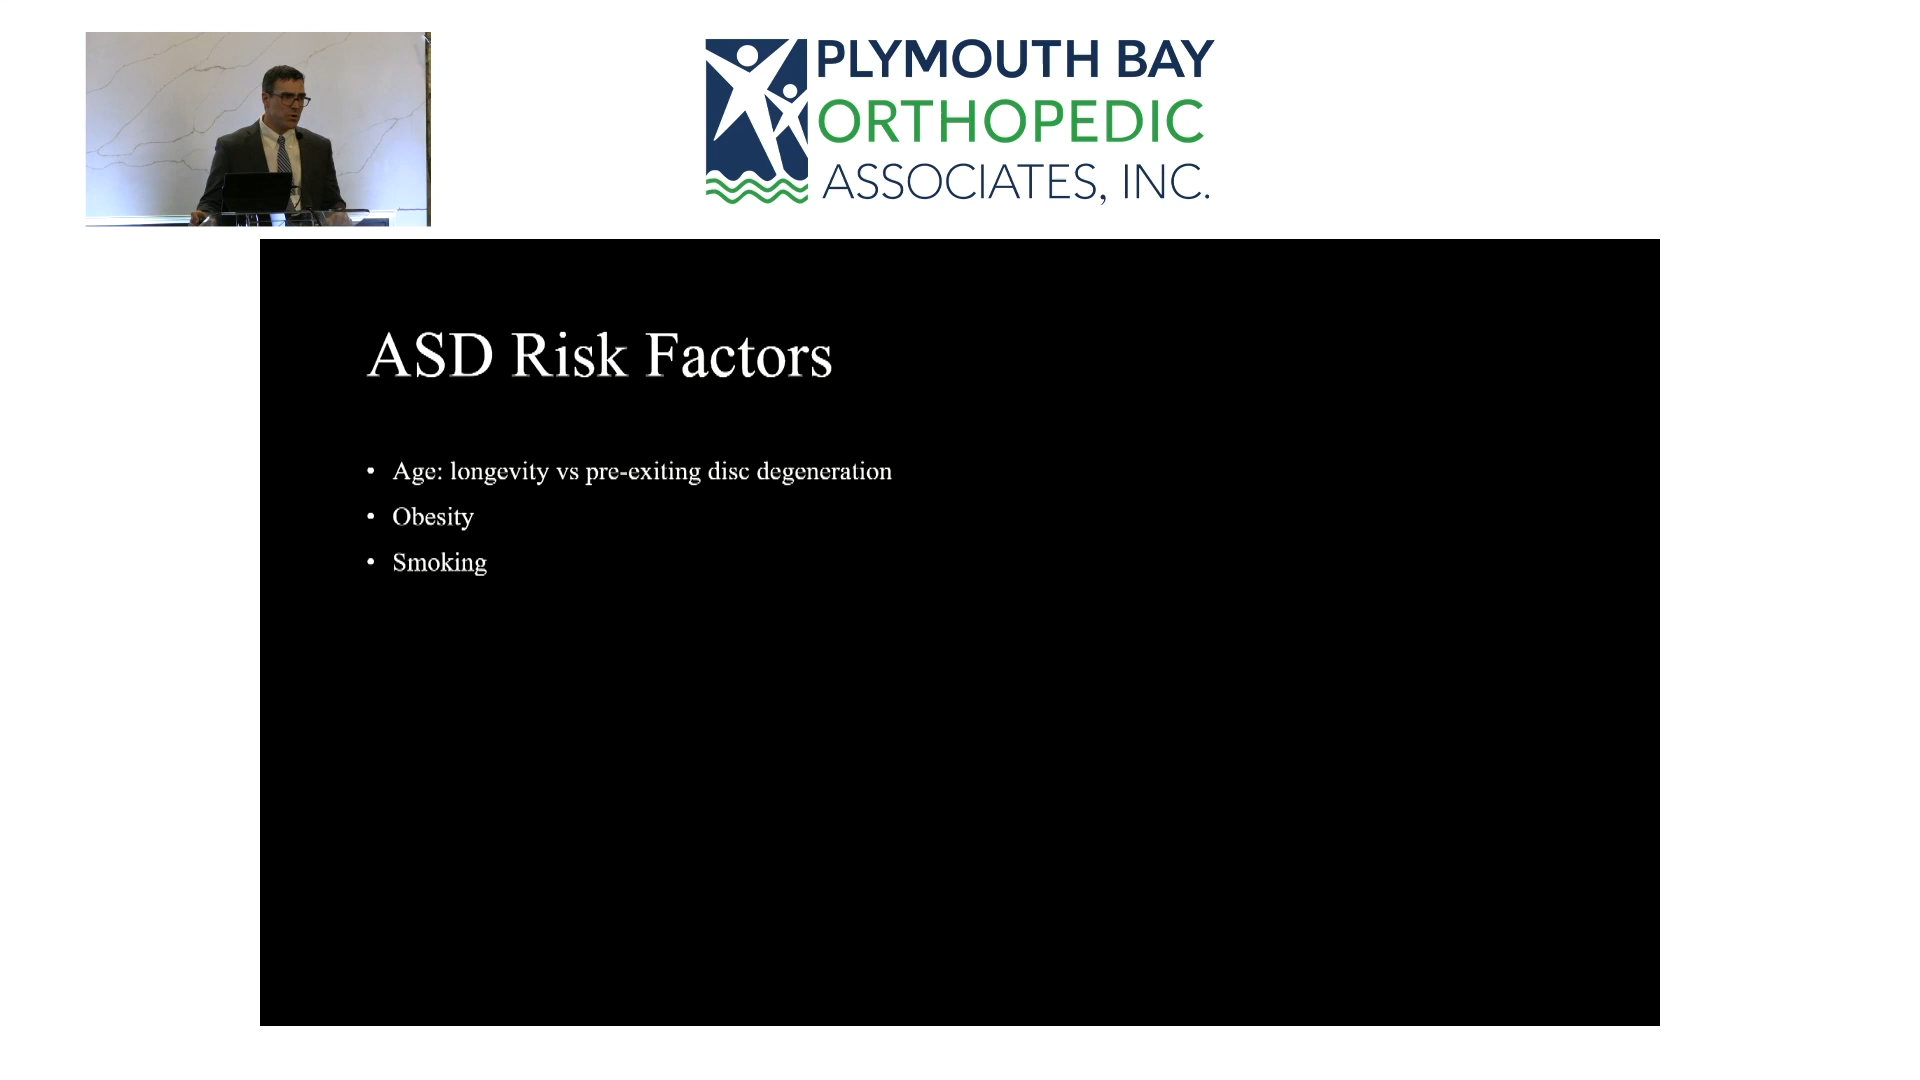 PLYMOUTH BAY
ORTHOPEDIC
ASSOCIATES, INC.
ASD Risk Factors
• Age: longevity vs pre-exiting disc degeneration
• Obesity
• Smoking